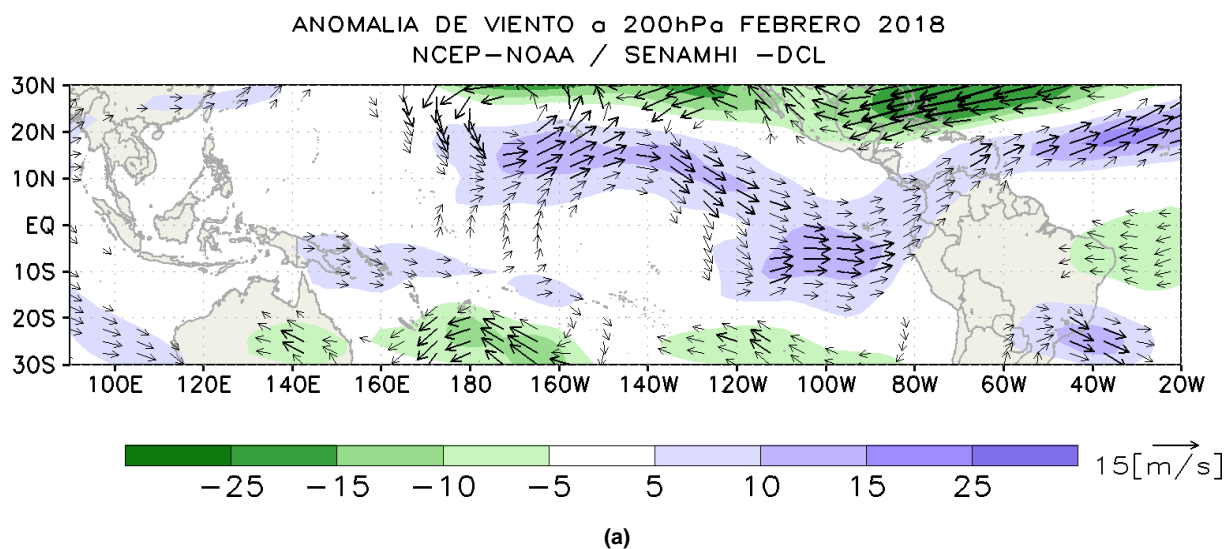 ANOMALIA DE VIENTO a 200hPa FEBRERO 2018
NCEP-NOAA / SENAMHI -DCL
30N
20N
10N
EQ
10S
20S
30S
100E 120E 140E 160E 180 160W 140W 120W 100W 80W 60W 40W 20W
-25 -15 -10 -5 5 10 15 25 15[m/s]
(a)